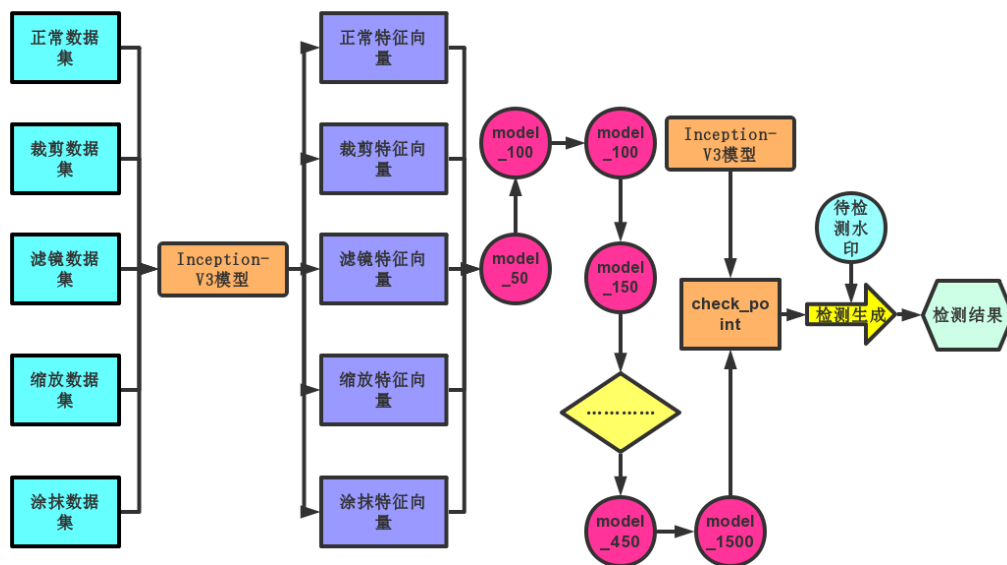 正常数据
集
裁剪数据
集
滤镜数据
集
缩放数据
集
涂抹数据
集
Inception-
V3模型
正常特征向
量
裁剪特征向
量
滤镜特征向
量
缩放特征向
量
涂抹特征向
量
model
_50
model
_100
model
_100
model
_150
…………
model
_450
model
_1500
Inception-
V3模型
check_po
int
待检
测水
印
检测生成
检测结果